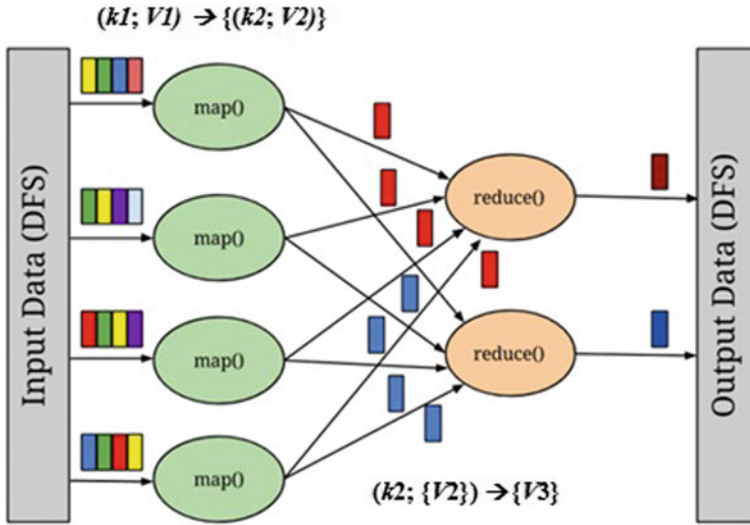 (k1; V1) → {(k2; V2)}
Input Data (DFS)
map()
map()
map()
map()
reduce()
reduce()
Output Data (DFS)
(k2; {V2}) → {V3}